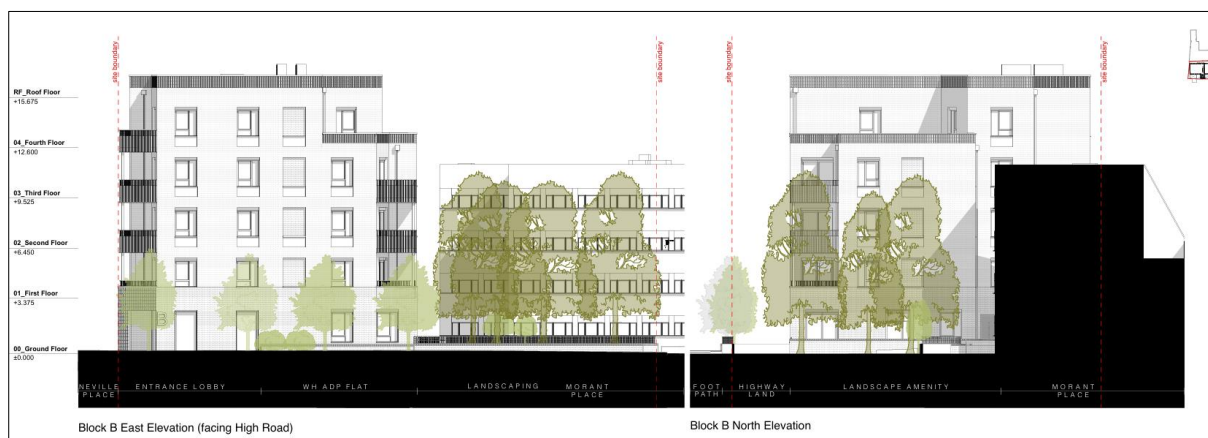 site boundary
site boundary
site boundary
site boundary
RF_Roof Floor
+15.675
04_Fourth Floor
+12.600
03_Third Floor
+9.525
02_Second Floor
+6.450
01_First Floor
+3.375
00_Ground Floor
±0.000
B
NEVILLE PLACE
ENTRANCE LOBBY
WH ADP FLAT
LANDSCAPING
MORANT PLACE
FOOT PATH
HIGHWAY LAND
LANDSCAPE AMENITY
MORANT PLACE
Block B East Elevation (facing High Road)
Block B North Elevation